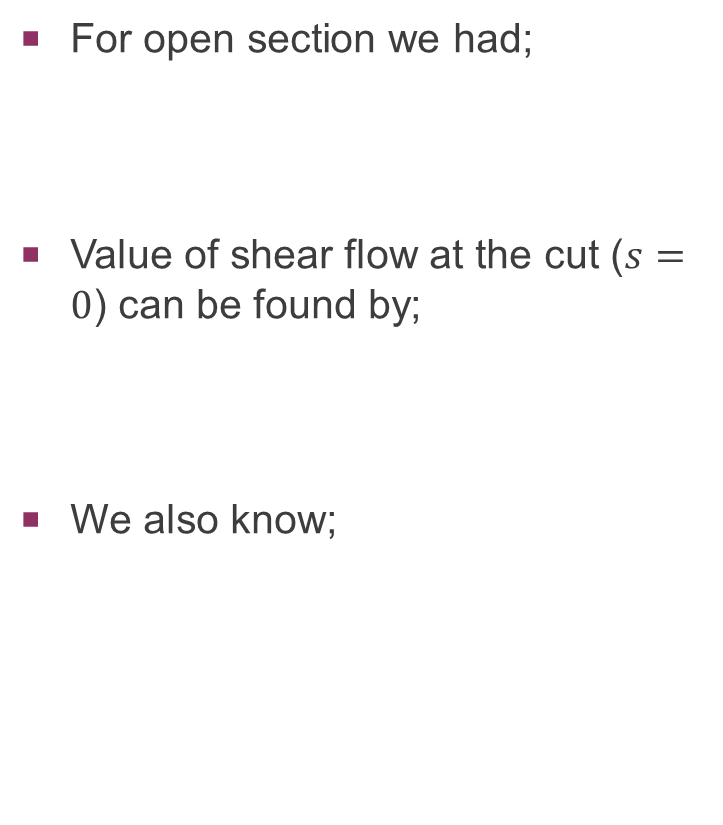 ▪ For open section we had;
▪ Value of shear flow at the cut (𝑠 =
0) can be found by;
▪ We also know;